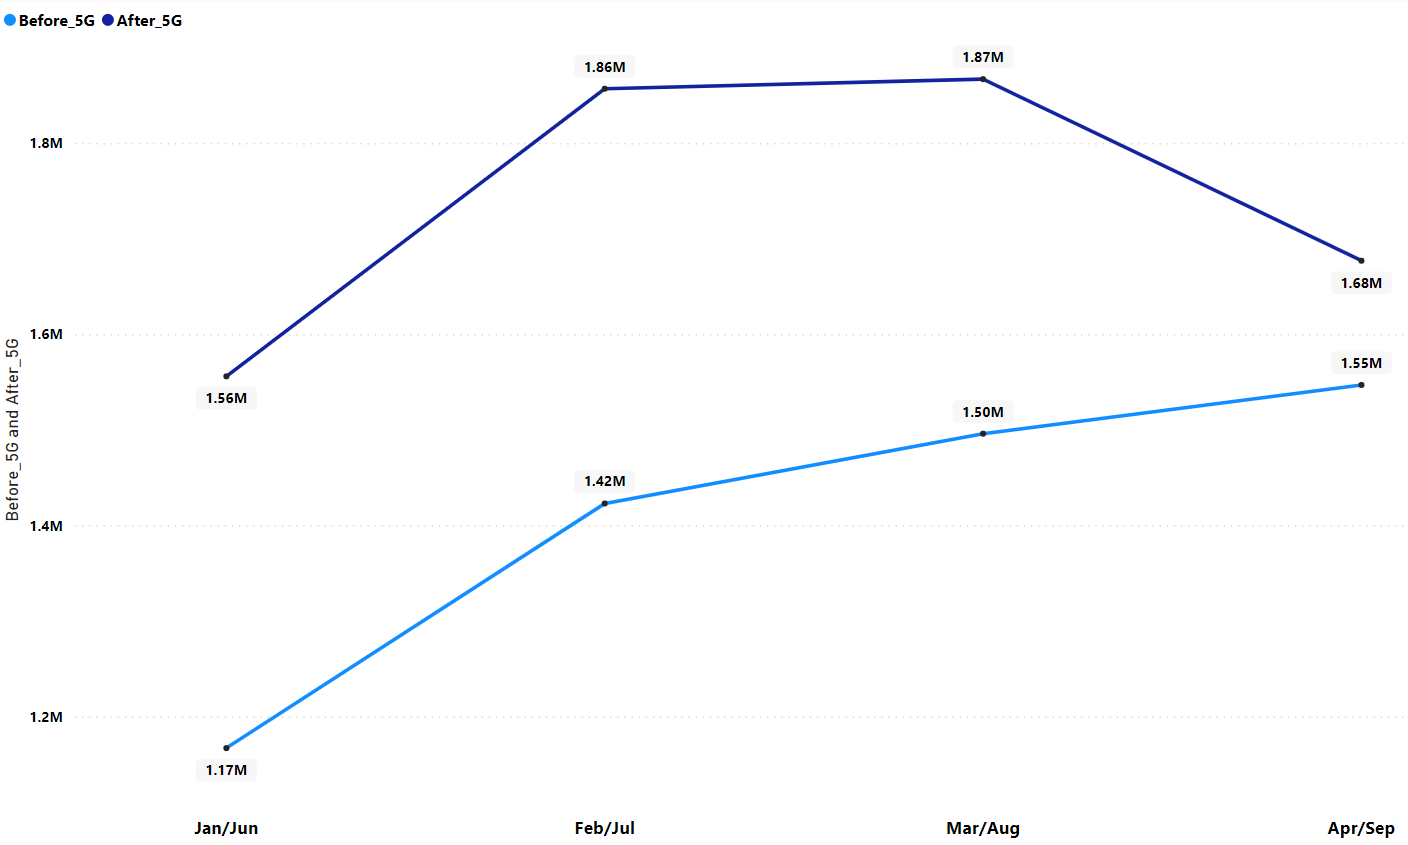 Before_5G After_5G
1.87M
1.86M
1.8M
1.68M
1.6M
1.55M
1.56M
1.50M
1.42M
1.4M
1.2M
1.17M
Before_5G and After_5G
Jan/Jun Feb/Jul Mar/Aug Apr/Sep